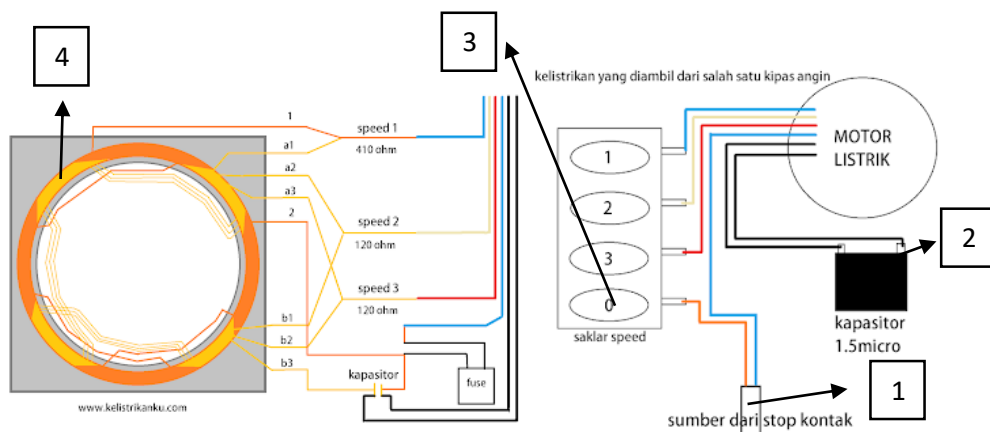 4
3
kelistrikan yang diambil dari salah satu kipas angin
1
speed 1
410 ohm
a1
a2
a3
2
speed 2
120 ohm
speed 3
120 ohm
b1
b2
b3
kapasitor
fuse
www.kelistrikanku.com
1
2
3
0
saklar speed
MOTOR
LISTRIK
2
kapasitor
1.5micro
1
sumber dari stop kontak